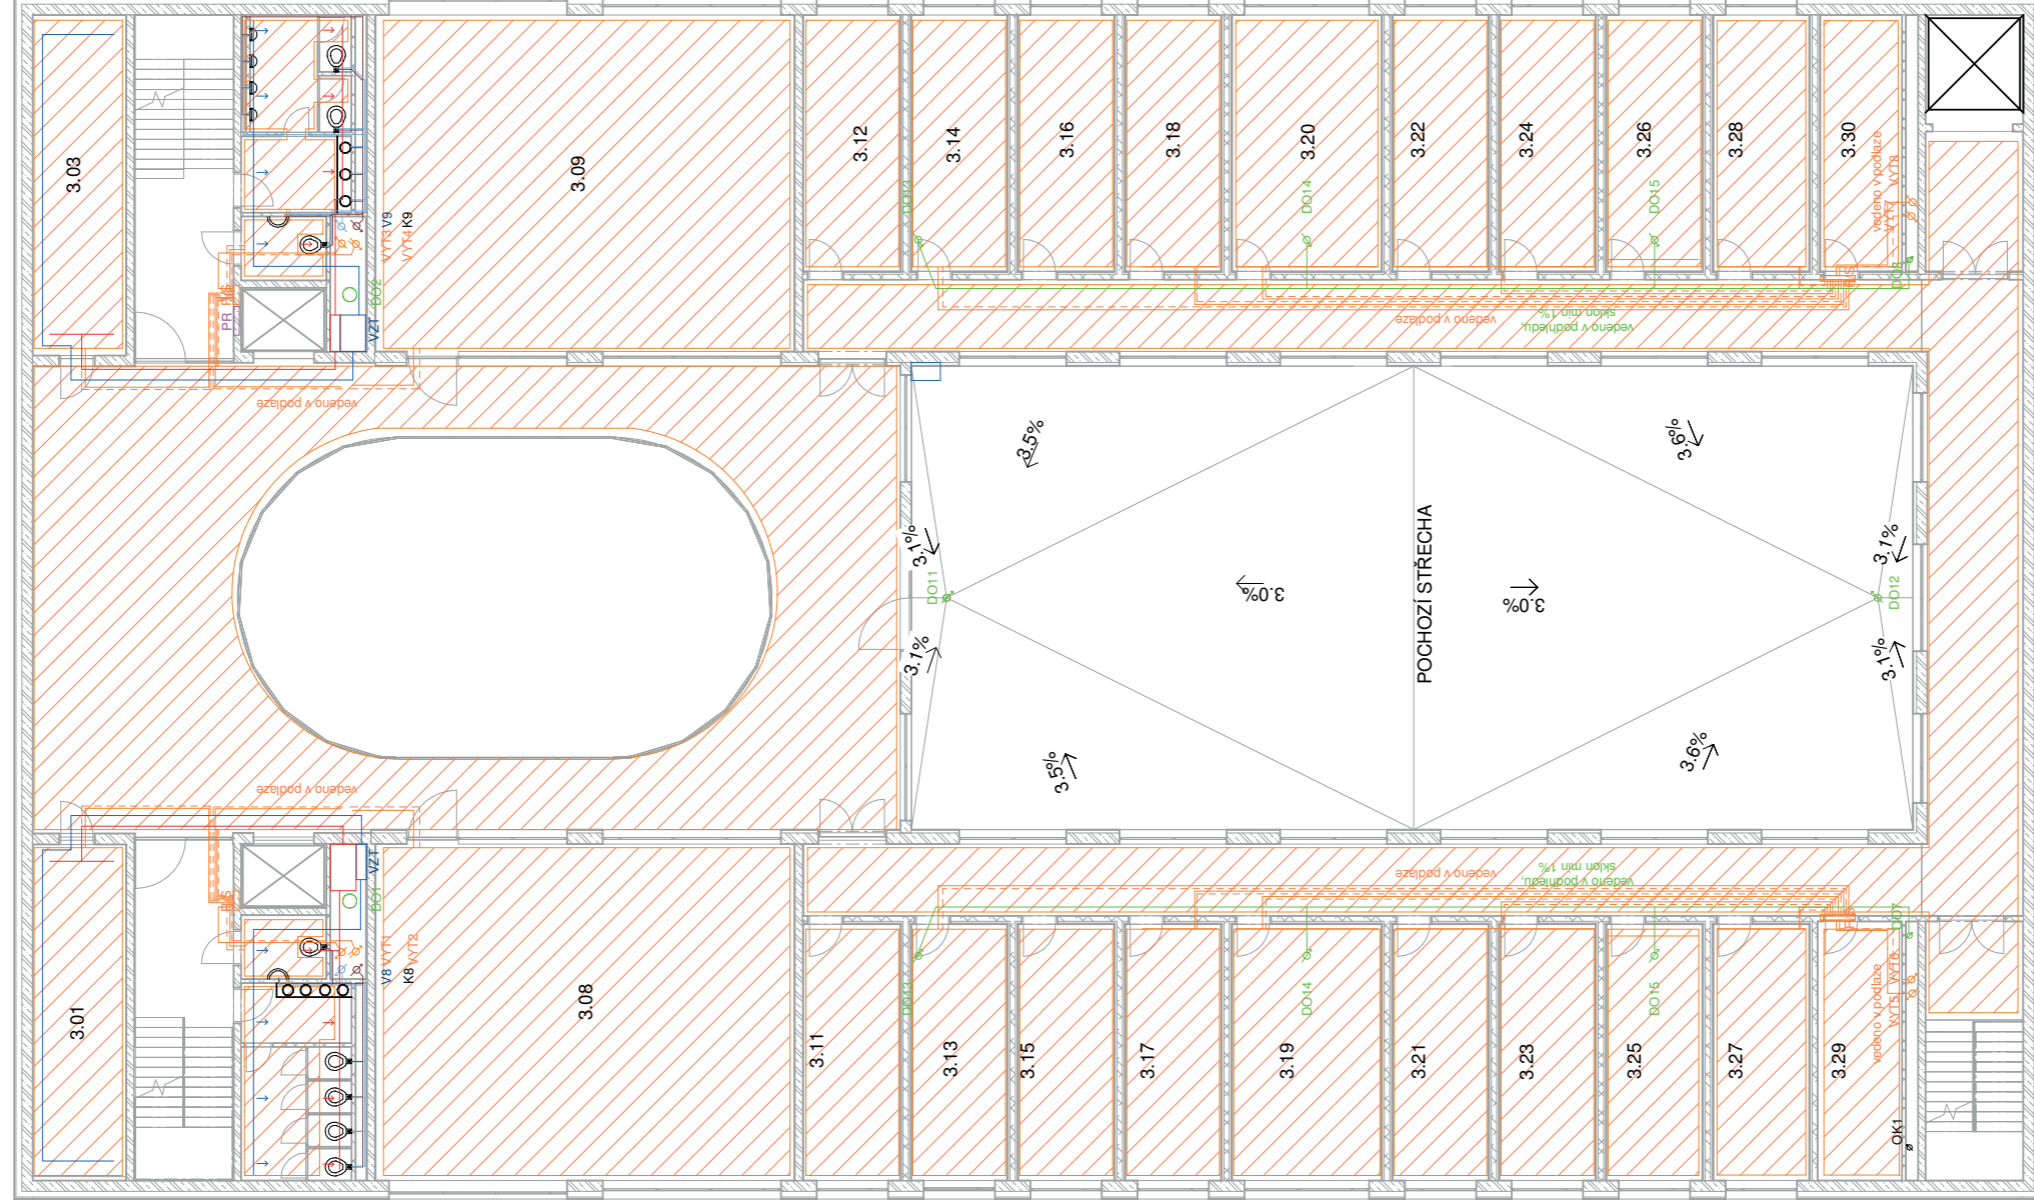 3.03
3.09
3.12
3.14
3.16
3.18
3.20
3.22
3.24
3.26
3.28
3.30
vedeno v podlaze
VYT7 VYT8
DO13
DO14
DO15
DO8
V9
VYT3
K9
VYT4
DO2
VZT
PR
R/S
vedeno v podlaze
vedeno v podlaze
vedeno v podhledu,
sklon min 1%
3.5%
3.6%
3.1%
3.1%
DO11
3.0%
POCHOZÍ STŘECHA
3.0%
DO12
3.1%
3.1%
3.5%
3.6%
vedeno v podlaze
vedeno v podlaze
vedeno v podhledu,
sklon min 1%
VZT
DO1
R/S
V8
VYT1
K8
VYT2
DO13
DO14
DO15
DO7
vedeno v podlaze
VYT5 VYT6
3.01
3.08
3.11
3.13
3.15
3.17
3.19
3.21
3.23
3.25
3.27
3.29
OK1